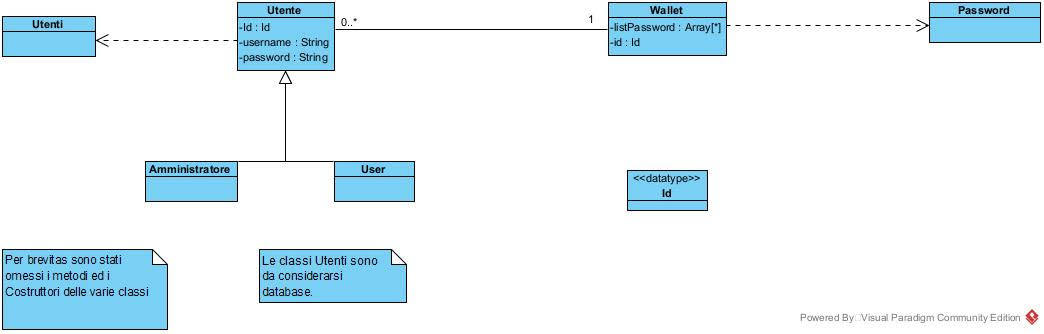 Utenti
Utente
-Id : Id
-username : String
-password : String
0..*
1
Wallet
-listPassword : Array[*]
-id : Id
Password
Amministratore
User
<<datatype>>
Id
Per brevitas sono stati
omessi i metodi ed i
Costruttori delle varie classi
Le classi Utenti sono
da considerarsi
database.
Powered By Visual Paradigm Community Edition